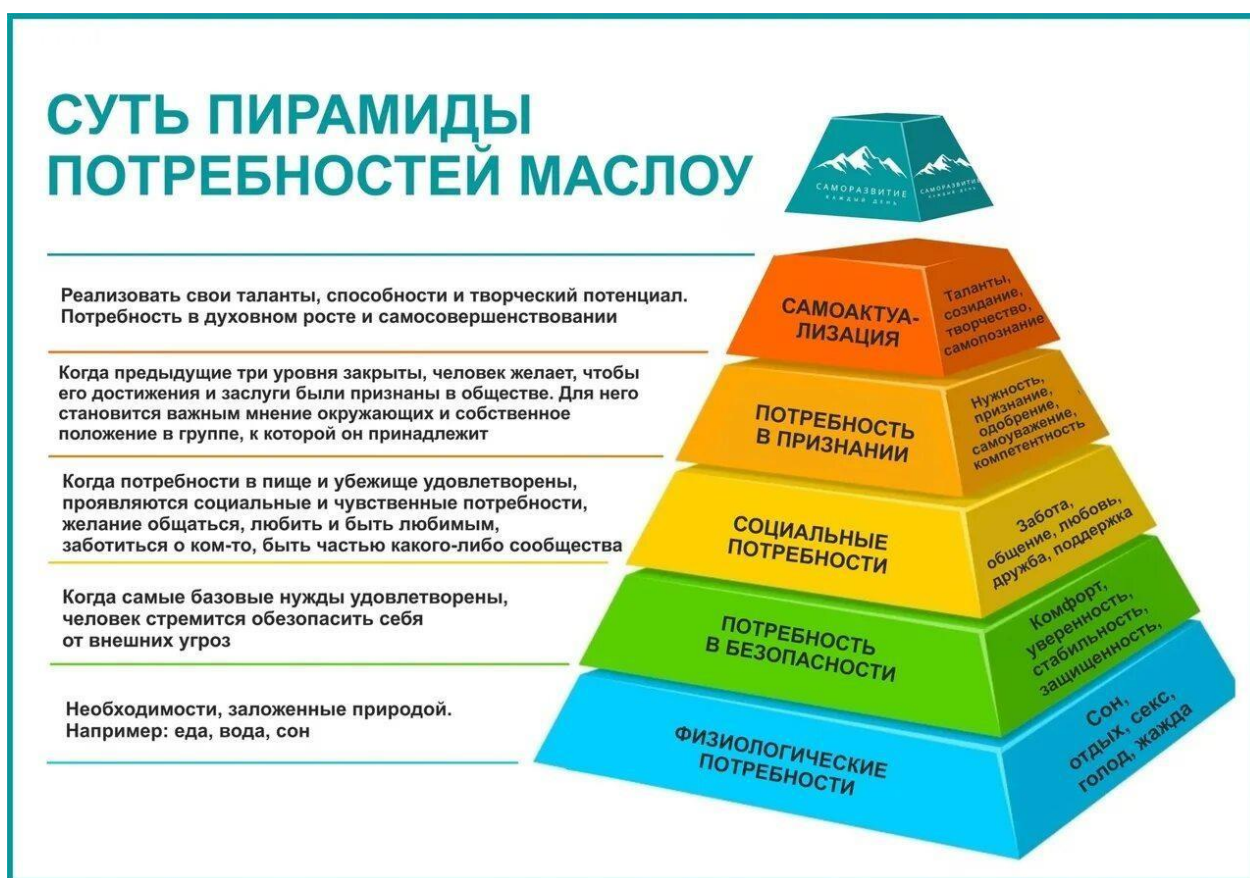 СУТЬ ПИРАМИДЫ
ПОТРЕБНОСТЕЙ МАСЛОУ
САМОРАЗВИТИЕ
КАЖДЫЙ ДЕНЬ
САМОРАЗВИТИЕ
КАЖДЫЙ ДЕНЬ
Реализовать свои таланты, способности и творческий потенциал.
Потребность в духовном росте и самосовершенствовании
САМОАКТУА-
ЛИЗАЦИЯ
Таланты,
созидание,
творчество,
самопознание
Когда предыдущие три уровня закрыты, человек желает, чтобы
его достижения и заслуги были признаны в обществе. Для него
становится важным мнение окружающих и собственное
положение в группе, к которой он принадлежит
ПОТРЕБНОСТЬ
В ПРИЗНАНИИ
Нужность,
признание,
одобрение,
самоуважение,
компетентность
Когда потребности в пище и убежище удовлетворены,
проявляются социальные и чувственные потребности,
желание общаться, любить и быть любимым,
заботиться о ком-то, быть частью какого-либо сообщества
СОЦИАЛЬНЫЕ
ПОТРЕБНОСТИ
Забота,
общение, любовь,
дружба, поддержка
Когда самые базовые нужды удовлетворены,
человек стремится обезопасить себя
от внешних угроз
ПОТРЕБНОСТЬ
В БЕЗОПАСНОСТИ
Комфорт,
уверенность,
стабильность,
защищенность,
Необходимости, заложенные природой.
Например: еда, вода, сон
ФИЗИОЛОГИЧЕСКИЕ
ПОТРЕБНОСТИ
Сон,
отдых, секс,
голод, жажда